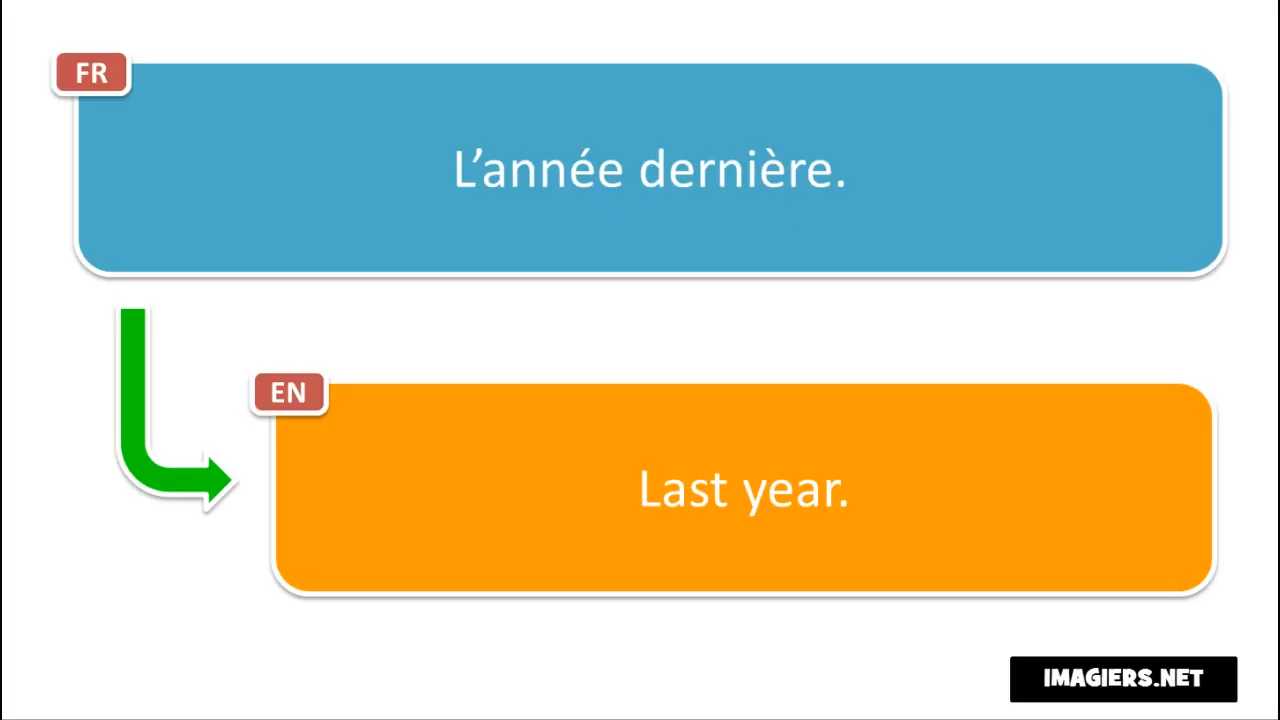 FR
L’année dernière.
EN
Last year.
IMAGIERS.NET